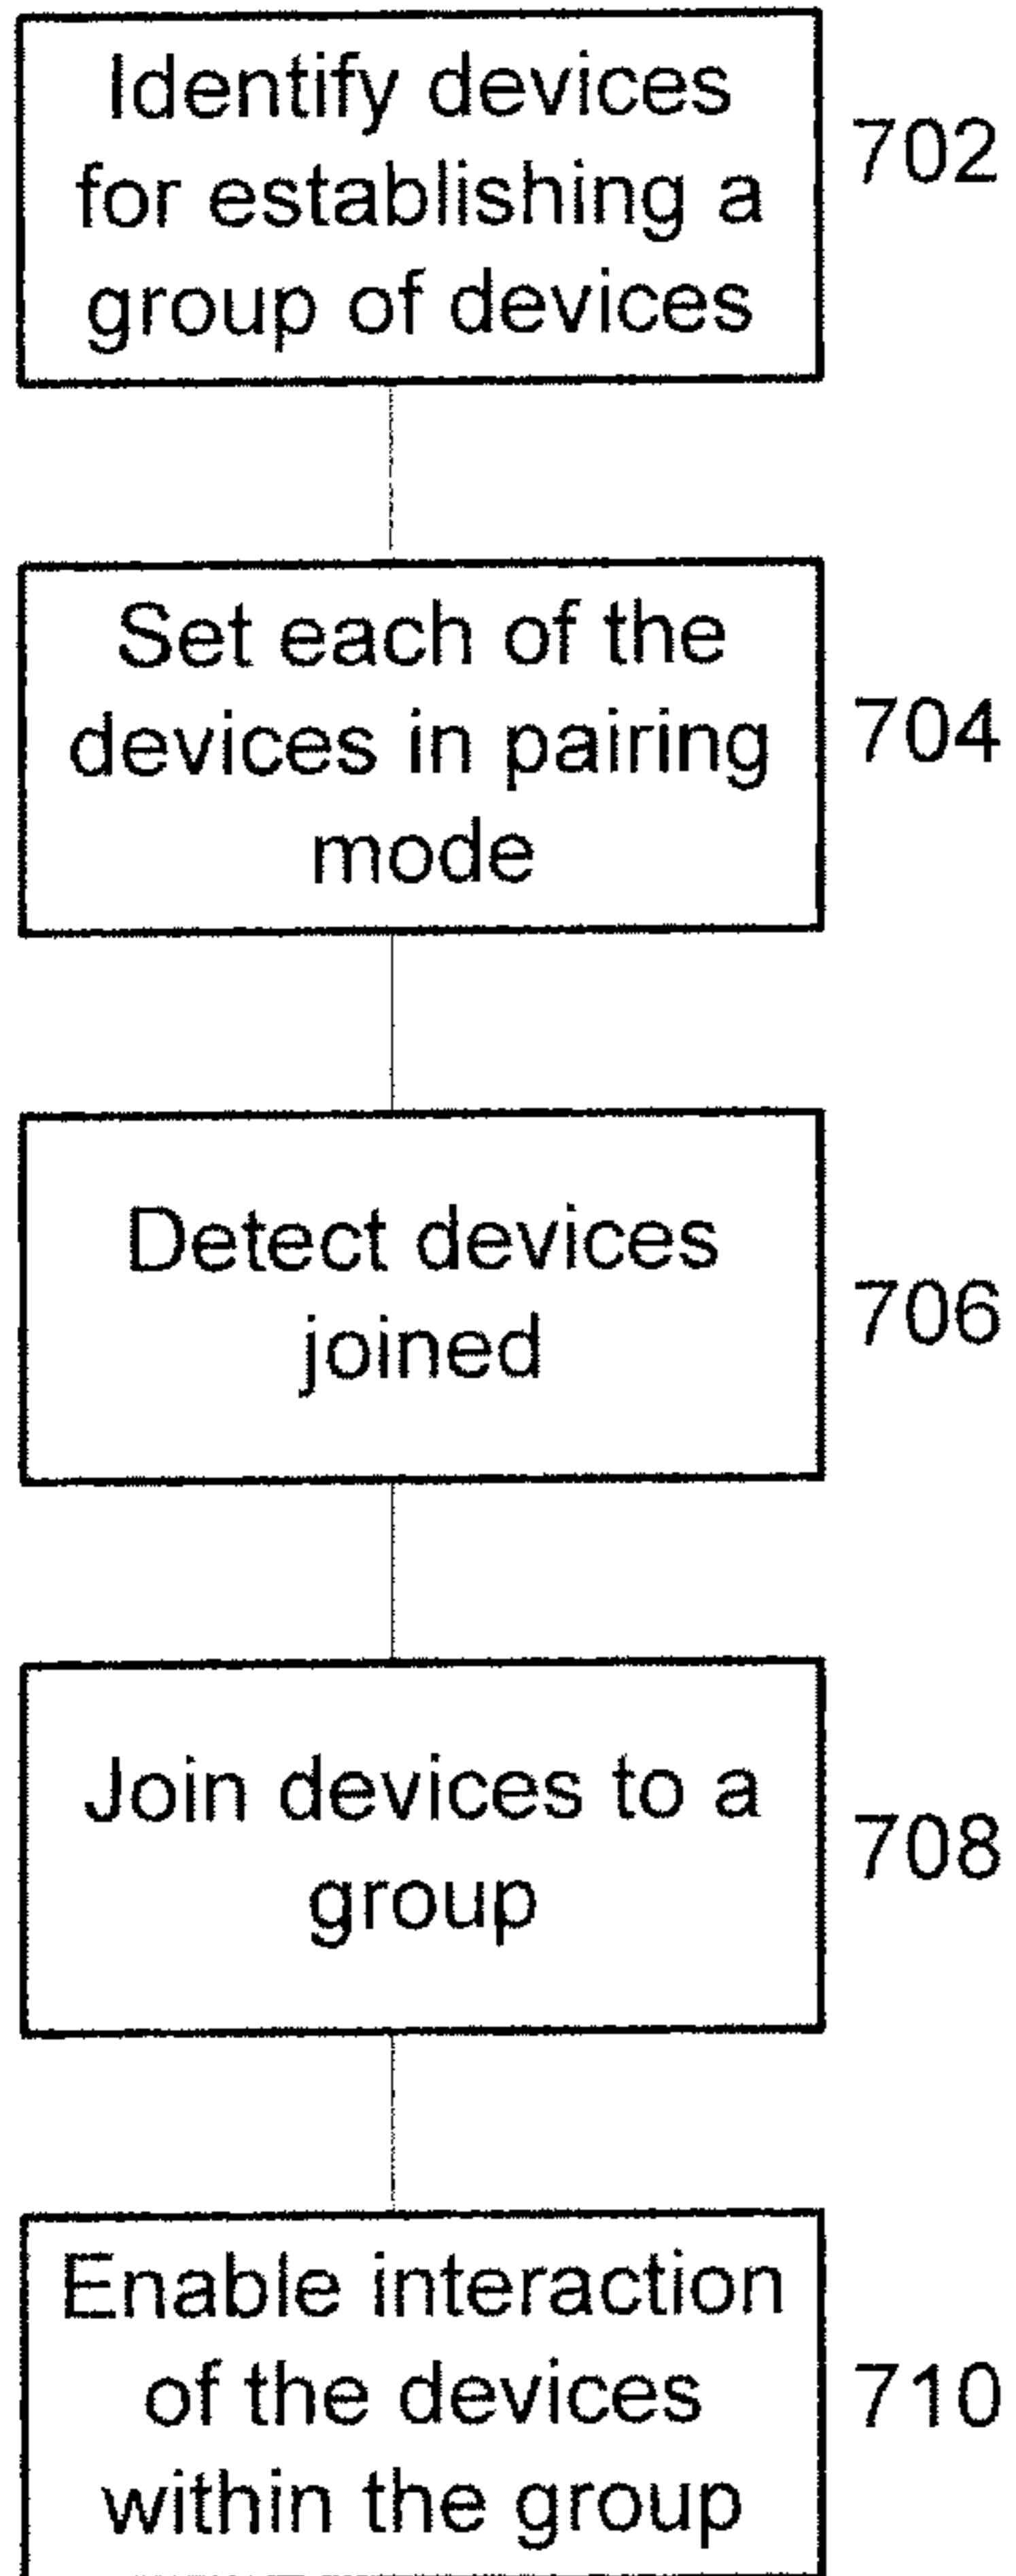 Identify devices
for establishing a
group of devices
702
Set each of the
devices in pairing
mode
704
Detect devices
joined
706
Join devices to a
group
708
Enable interaction
of the devices
within the group
710